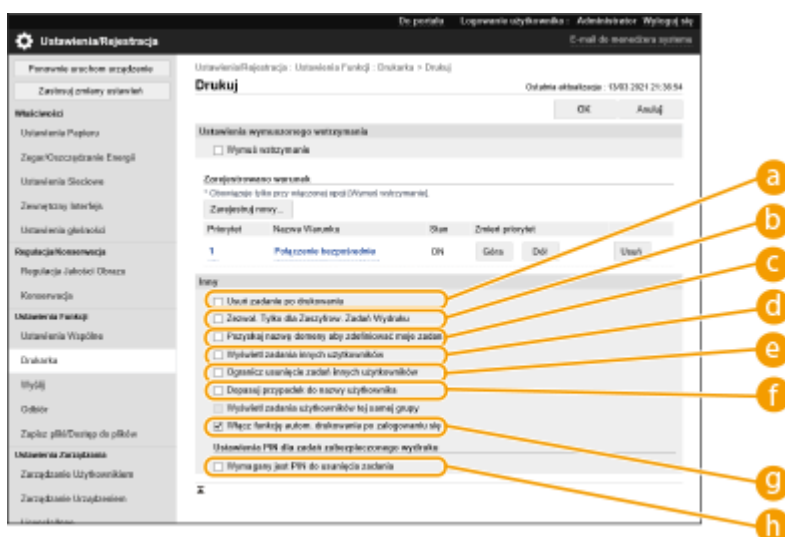 Do portalu Logowanie użytkownika : Administrator Wyloguj się
Ustawienia/Rejestracja
E-mail do menedżera systemu
Ponownie uruchom urządzenie
Zastosuj zmiany ustawień
Właściwości
Ustawienia Papieru
Zegar/Oszczędzanie Energii
Ustawienia Sieciowe
Zewnętrzny Interfejs
Ustawienia głośności
Regulacja/Konserwacja
Regulacja Jakości Obrazu
Konserwacja
Ustawienia Funkcji
Ustawienia Wspólne
Drukarka
Wyślij
Odbiór
Zapisz pliki/Dostęp do plików
Ustawienia Zarządzania
Zarządzanie Użytkownikiem
Zarządzanie Urządzeniem
Ustawienia/Rejestracja : Ustawienia Funkcji : Drukarka > Drukuj
Drukuj
Ostatnia aktualizacja : 13/03 2021 21:36:54
OK Anuluj
Ustawienia wymuszonego wstrzymania
Wymuś wstrzymanie
Zarejestrowano warunek
* Obowiązuje tylko przy włączonej opcji [Wymuś wstrzymanie].
Zarejestruj nowy...
Priorytet Nazwa Warunku Stan Zmień priorytet
1 Połączenie bezpośrednie ON Góra Dół Usuń
Inny
Usuń zadanie po drukowaniu
Zezwol. Tylko dla Zaszyfrow. Zadań Wydruku
Pozyskaj nazwę domeny aby zdefiniować moje zadan
Wyświetl zadania innych użytkowników
Ogranicz usunięcie zadań innych użytkowników
Dopasuj przypadek do nazwy użytkownika
Wyświetl zadania użytkowników tej samej grupy
Włącz funkcję autom. drukowania po zalogowaniu się
Ustawienia PIN dla zadań zabezpieczonego wydruku
Wymagany jest PIN do usunięcia zadania
a
b
c
d
e
f
g
h